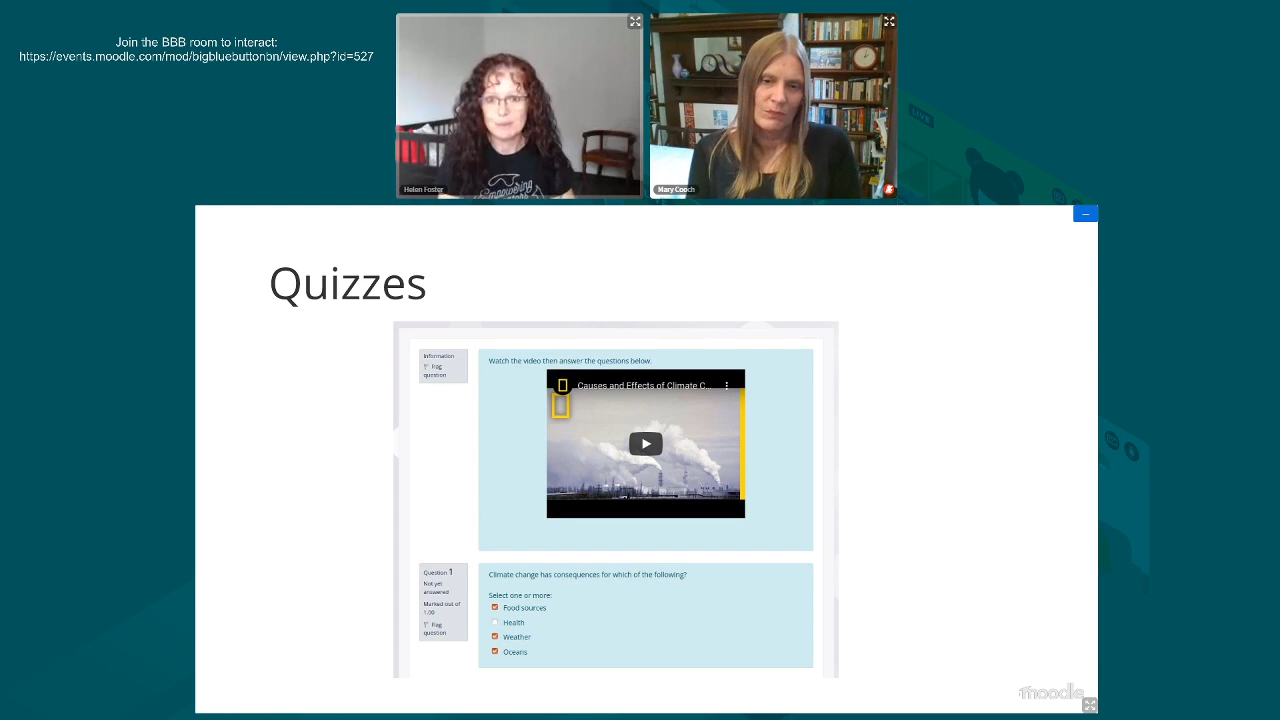 Join the BBB room to interact:
https://events.moodle.com/mod/bigbluebuttonbn/view.php?id=527
Helen Foster
Mary Cooch
LIVE
Empowering
Quizzes
Information
Flag
question
Watch the video then answer the questions below.
Causes and Effects of Climate C...
Question 1
Not yet
answered
Marked out of
1.00
Flag
question
Climate change has consequences for which of the following?
Select one or more:
Food sources
Health
Weather
Oceans
moodle